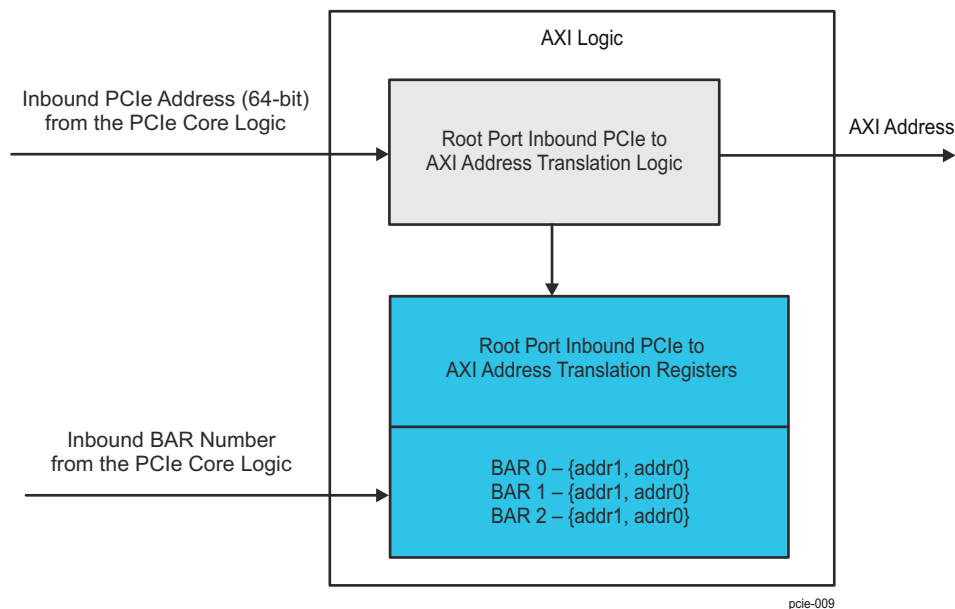 AXI Logic
Inbound PCIe Address (64-bit)
from the PCIe Core Logic
Root Port Inbound PCIe to
AXI Address Translation Logic
AXI Address
Root Port Inbound PCIe to
AXI Address Translation Registers
Inbound BAR Number
from the PCIe Core Logic
BAR 0 – {addr1, addr0}
BAR 1 – {addr1, addr0}
BAR 2 – {addr1, addr0}
pcie-009